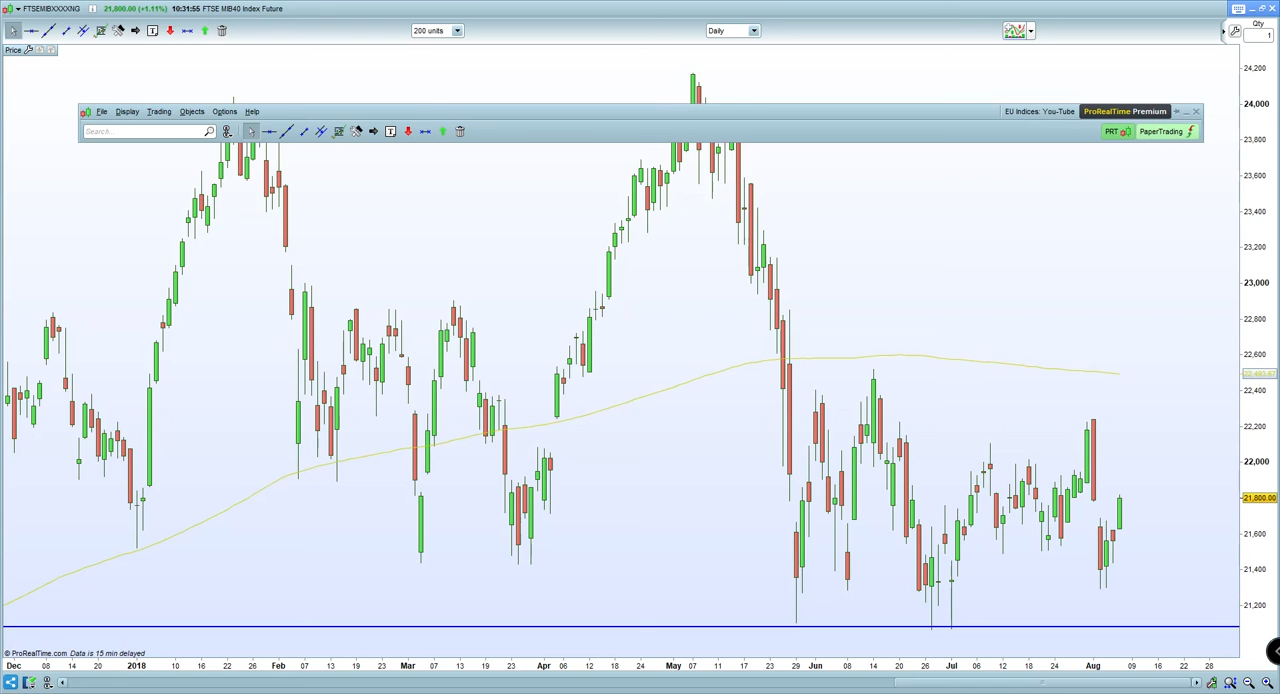 FTSEMIBXXXXNG 21,800.00 (+1.11%) 10:31:55 FTSE MIB40 Index Future
Qty
200 units Daily 1
Price
24,200
24,000
File Display Trading Objects Options Help EU Indices: You-Tube ProRealTime Premium
Search... PRT PaperTrading
23,800
23,600
23,400
23,200
23,000
22,800
22,600
22,483.67
22,400
22,200
22,000
21,800.00
21,600
21,400
21,200
© ProRealTime.com Data is 15 min delayed
Dec 08 14 20 2018 10 16 22 26 Feb 07 13 19 23 Mar 07 13 19 23 Apr 12 18 24 May 07 11 17 23 29 Jun 08 14 20 26 Jul 06 12 18 24 Aug 09 16 22 28